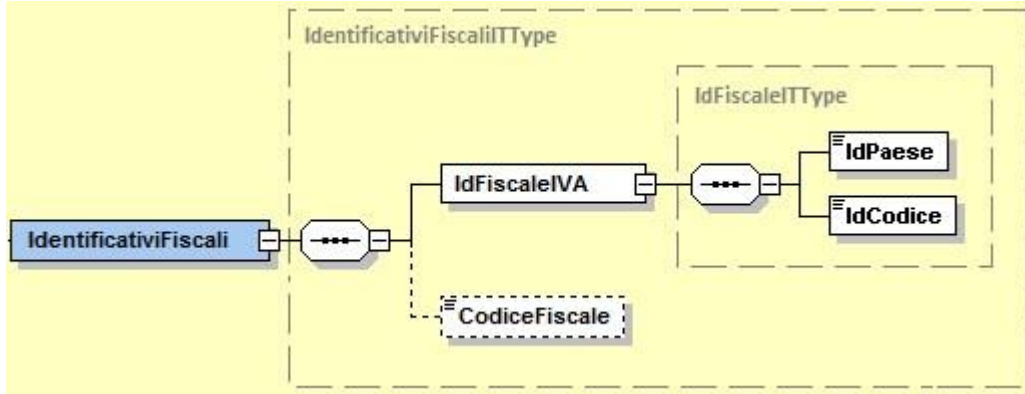 IdentificativiFiscaliITType
IdFiscaleITType
IdPaese
IdFiscaleIVA
IdCodice
IdentificativiFiscali
CodiceFiscale